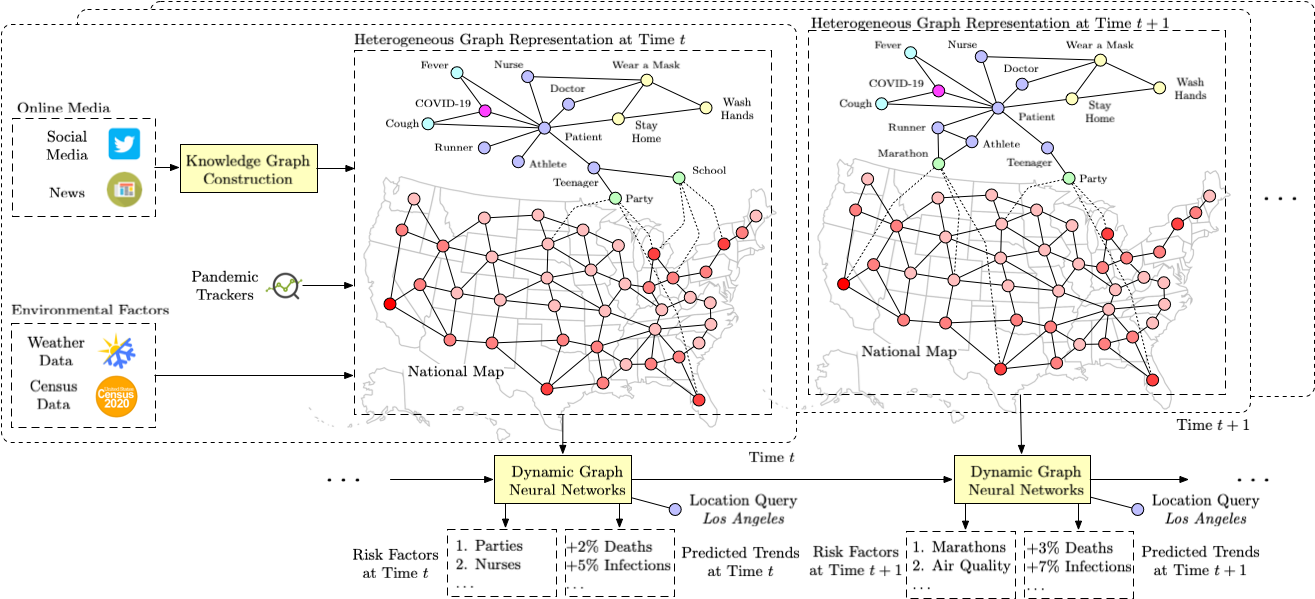 Heterogeneous Graph Representation at Time t
Fever
Nurse
Wear a Mask
Doctor
COVID-19
Wash
Hands
Cough
Stay
Home
Patient
Runner
Athlete
Teenager
School
Party
National Map
Heterogeneous Graph Representation at Time t + 1
Fever
Nurse
Wear a Mask
Doctor
COVID-19
Wash
Hands
Cough
Stay
Home
Patient
Runner
Athlete
Marathon
Teenager
Party
National Map
Online Media
Social
Media
News
Knowledge Graph
Construction
Pandemic
Trackers
Environmental Factors
Weather
Data
Census
Data
United States
Census
2020
. . .
Time t + 1
Time t
. . .
Dynamic Graph
Neural Networks
Location Query
Los Angeles
Dynamic Graph
Neural Networks
Location Query
Los Angeles
. . .
Risk Factors
at Time t
1. Parties
2. Nurses
. . .
+2% Deaths
+5% Infections
. . .
Predicted Trends
at Time t
Risk Factors
at Time t + 1
1. Marathons
2. Air Quality
. . .
+3% Deaths
+7% Infections
. . .
Predicted Trends
at Time t + 1